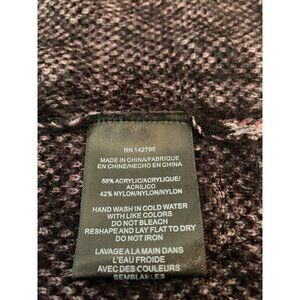 RN 142790
MADE IN CHINA/FABRIQUE
EN CHINE/HECHO EN CHINA
58% ACRYLIC/ACRYLIQUE/
ACRILICO
42% NYLON/NYLON/NYLON
HAND WASH IN COLD WATER
WITH LIKE COLORS
DO NOT BLEACH
RESHAPE AND LAY FLAT TO DRY
DO NOT IRON
LAVAGE A LA MAIN DANS
L'EAU FROIDE
AVEC DES COULEURS
SEMBLABLES